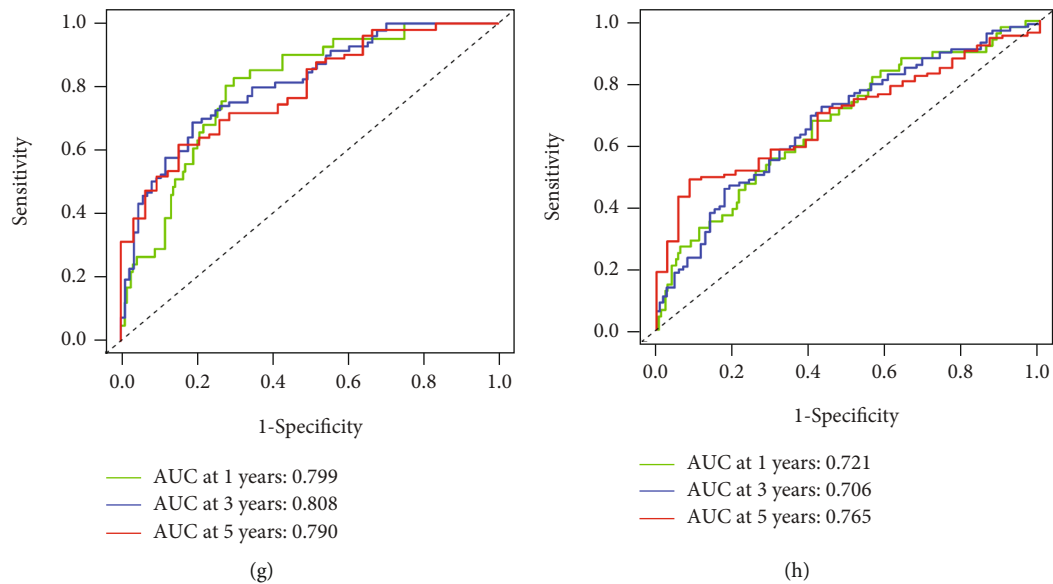 1.0
0.8
0.6
0.4
0.2
0.0
Sensitivity
0.0 0.2 0.4 0.6 0.8 1.0
1-Specificity
AUC at 1 years: 0.799
AUC at 3 years: 0.808
AUC at 5 years: 0.790
(g)
1.0
0.8
0.6
0.4
0.2
0.0
Sensitivity
0.0 0.2 0.4 0.6 0.8 1.0
1-Specificity
AUC at 1 years: 0.721
AUC at 3 years: 0.706
AUC at 5 years: 0.765
(h)